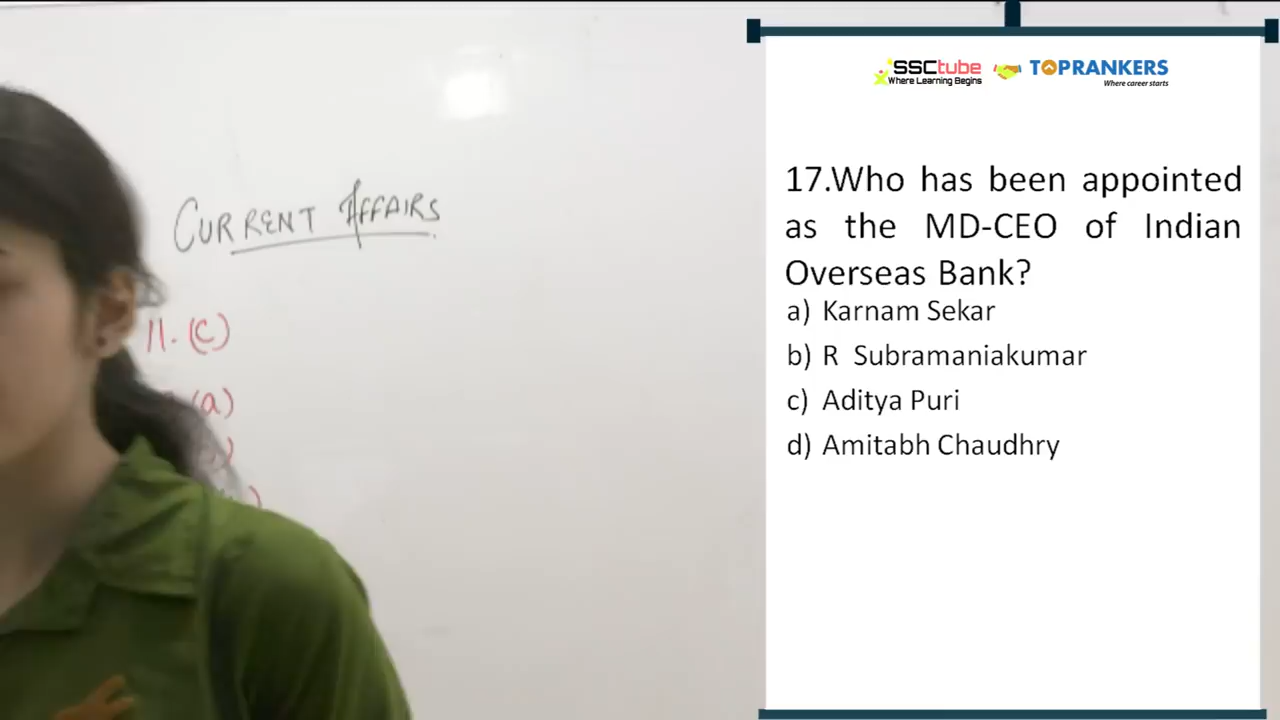 CURRENT AFFAIRS
11. (c)
(a)
SSCtube
Where Learning Begins
TOPRANKERS
Where career starts
17.Who has been appointed
as the MD-CEO of Indian
Overseas Bank?
a) Karnam Sekar
b) R Subramaniakumar
c) Aditya Puri
d) Amitabh Chaudhry